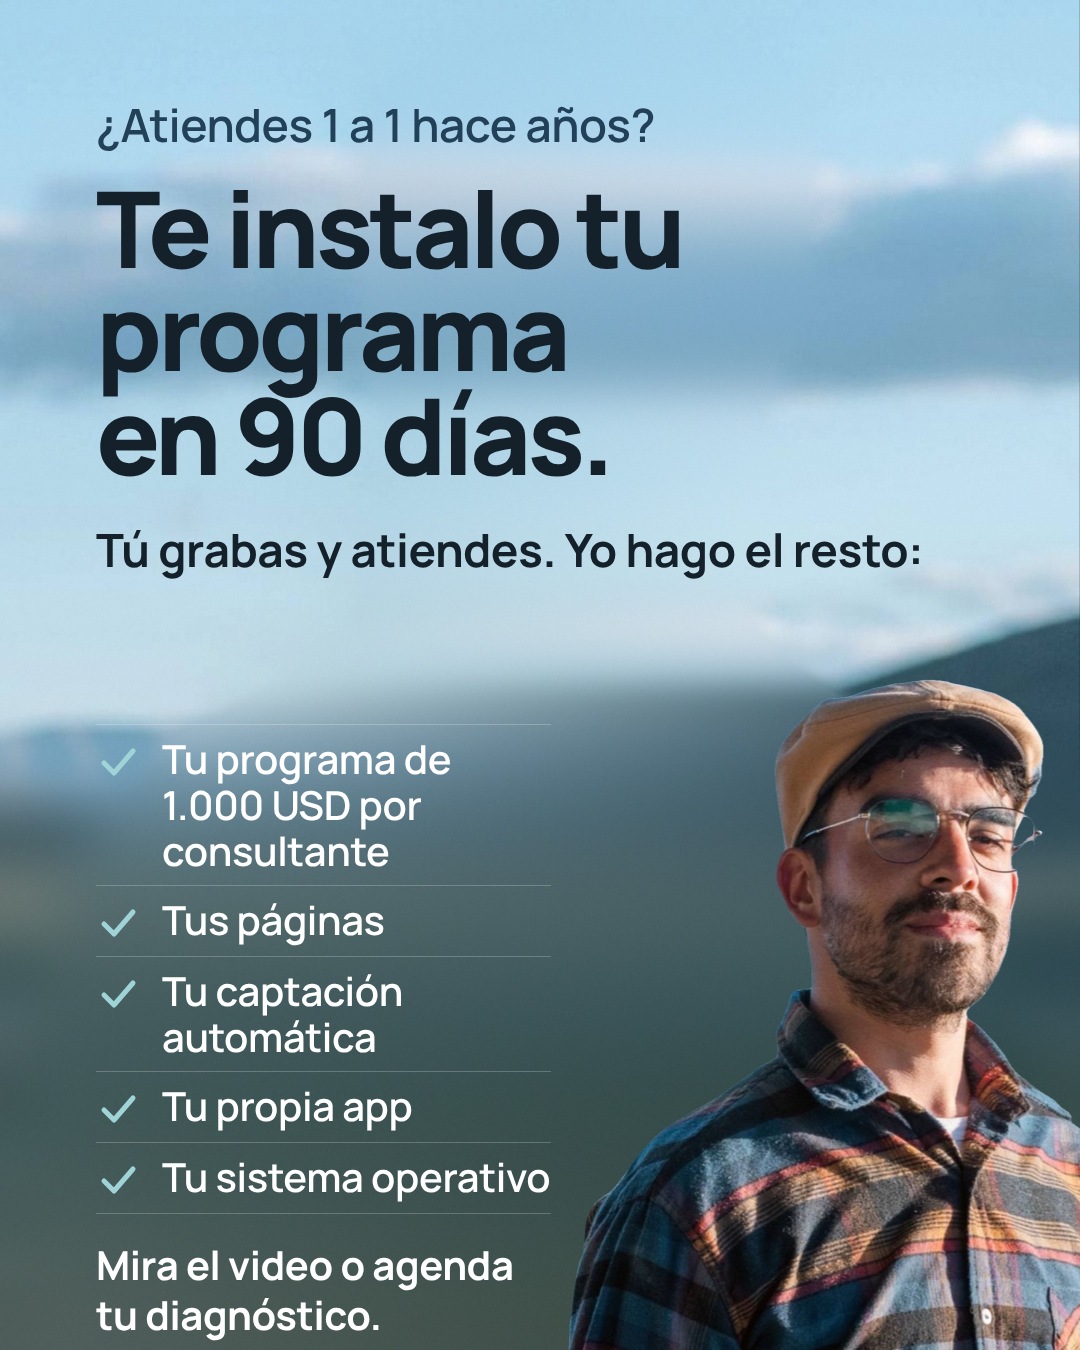 ¿Atiendes 1 a 1 hace años?
Te instalo tu
programa
en 90 días.
Tú grabas y atiendes. Yo hago el resto:
Tu programa de
1.000 USD por
consultante
Tus páginas
Tu captación
automática
Tu propia app
Tu sistema operativo
Mira el video o agenda
tu diagnóstico.